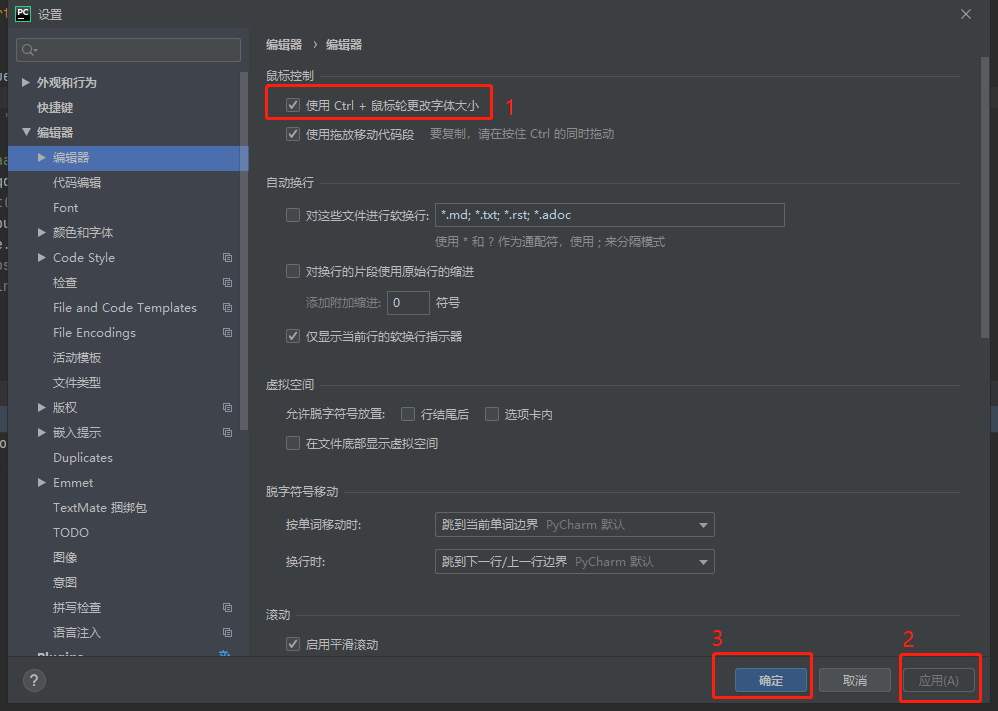 PC 设置
编辑器 › 编辑器
外观和行为
快捷键
编辑器
编辑器
代码编辑
Font
颜色和字体
Code Style
检查
File and Code Templates
File Encodings
活动模板
文件类型
版权
嵌入提示
Duplicates
Emmet
TextMate 捆绑包
TODO
图像
意图
拼写检查
语言注入
Plugins
鼠标控制
使用 Ctrl + 鼠标轮更改字体大小 1
使用拖放移动代码段 要复制，请在按住 Ctrl 的同时拖动
自动换行
对这些文件进行软换行: *.md; *.txt; *.rst; *.adoc
使用 * 和 ? 作为通配符，使用 ; 来分隔模式
对换行的片段使用原始行的缩进
添加附加缩进: 0 符号
仅显示当前行的软换行指示器
虚拟空间
允许脱字符号放置: 行结尾后 选项卡内
在文件底部显示虚拟空间
脱字符号移动
按单词移动时: 跳到当前单词边界 PyCharm 默认
换行时: 跳到下一行/上一行边界 PyCharm 默认
滚动
启用平滑滚动
3 2
? 确定 取消 应用(A)